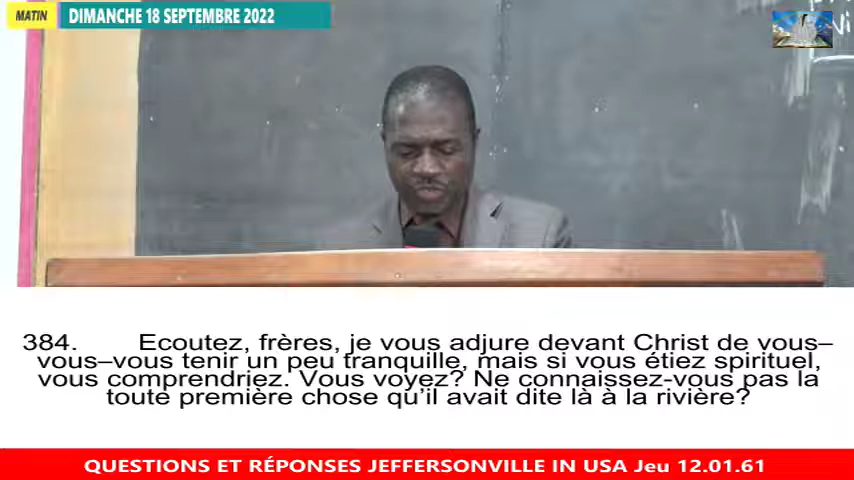 MATIN
DIMANCHE 18 SEPTEMBRE 2022
384. Ecoutez, frères, je vous adjure devant Christ de vous–
vous–vous tenir un peu tranquille, mais si vous étiez spirituel,
vous comprendriez. Vous voyez? Ne connaissez-vous pas la
toute première chose qu'il avait dite là à la rivière?
QUESTIONS ET RÉPONSES JEFFERSONVILLE IN USA Jeu 12.01.61